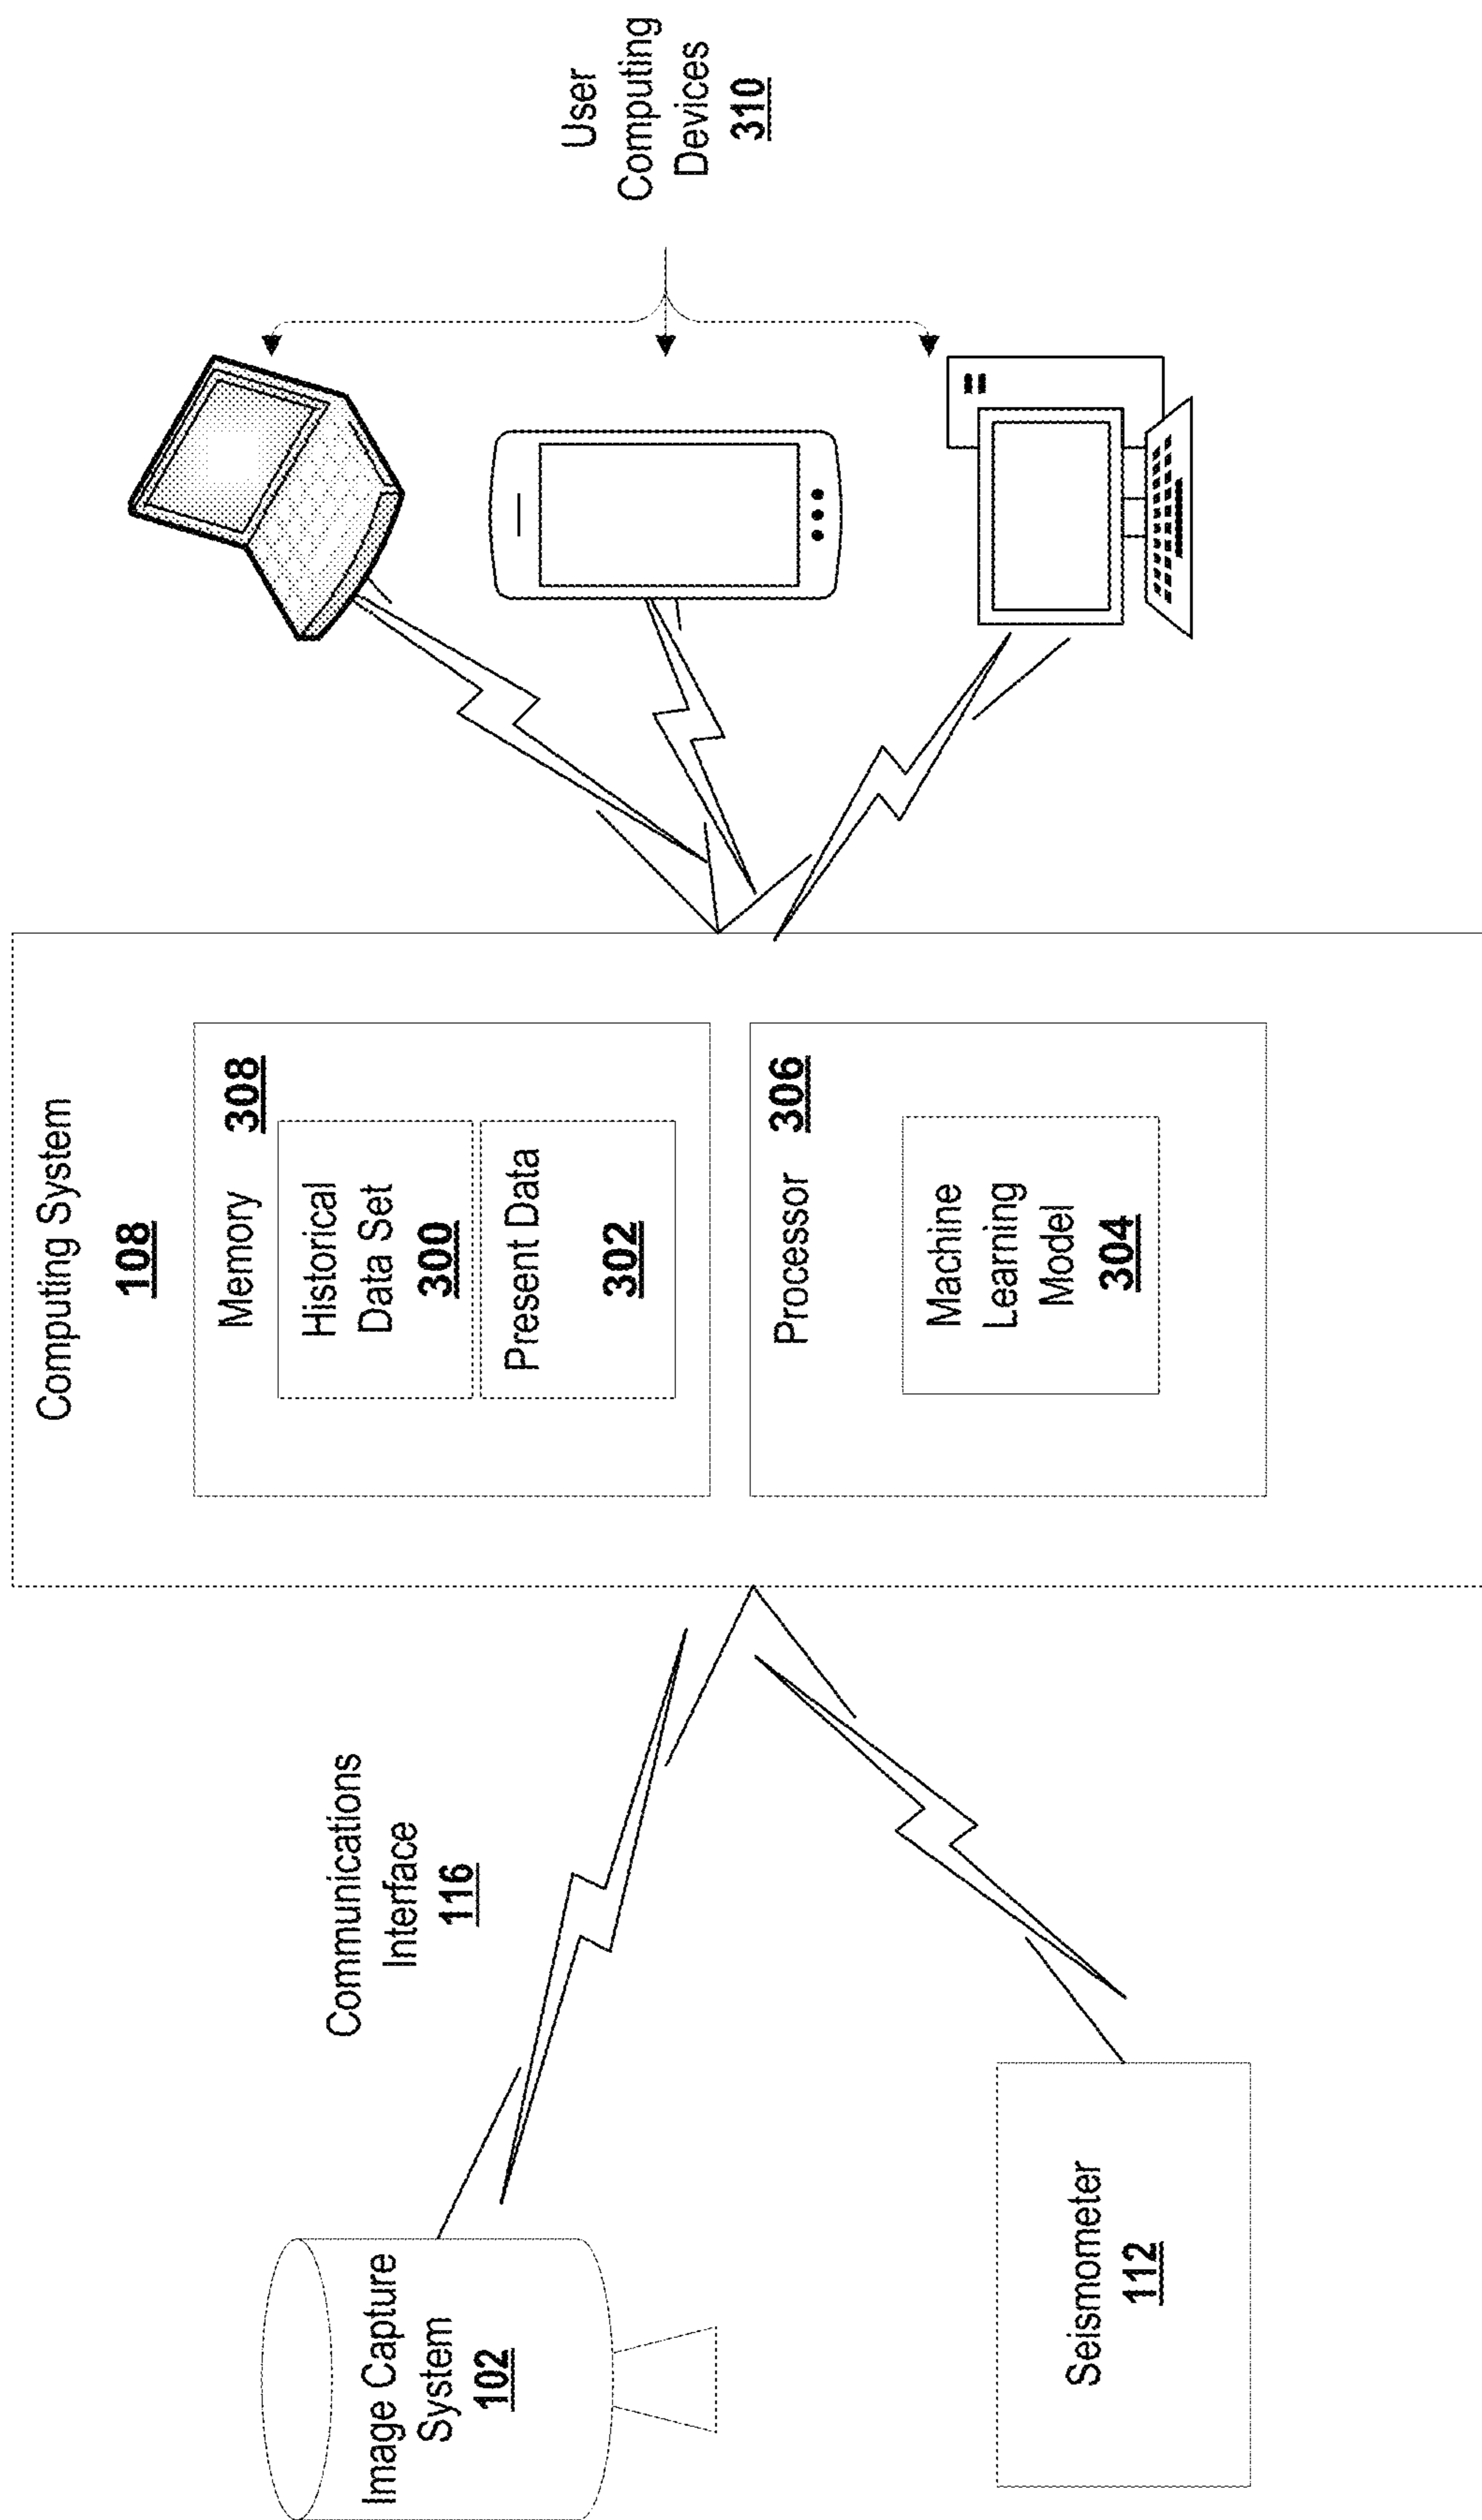 Image Capture
System
102
Seismometer
112
Communications
Interface
116
Computing System
108
Memory
308
Historical
Data Set
300
Present Data
302
Processor
306
Machine
Learning
Model
304
User
Computing
Devices
310